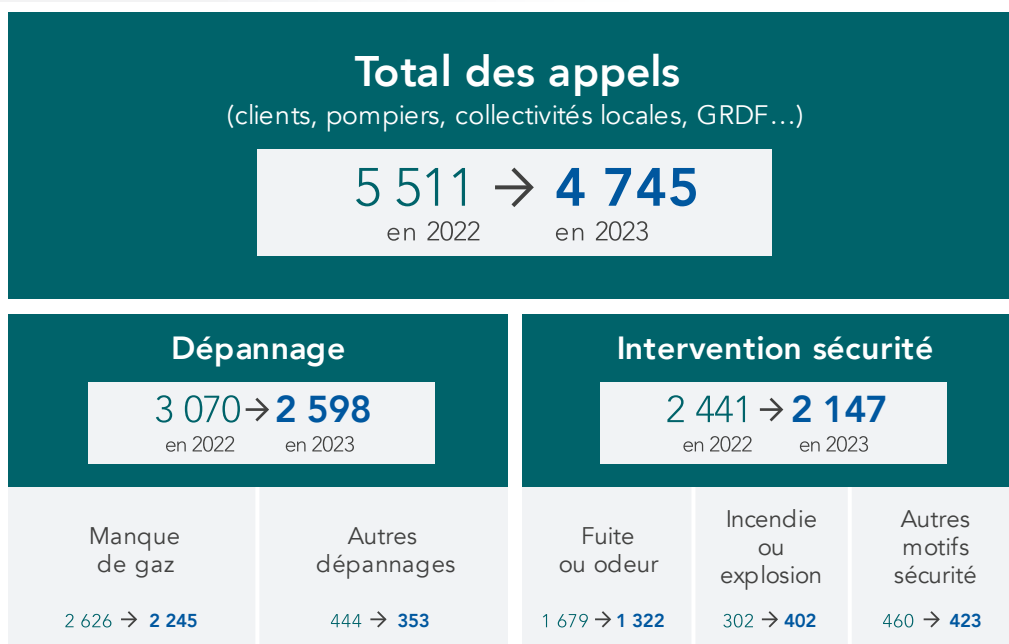 Total des appels
(clients, pompiers, collectivités locales, GRDF...)
5 511 → 4 745
en 2022 en 2023
Dépannage
3 070 → 2 598
en 2022 en 2023
Manque
de gaz
2 626 → 2 245
Autres
dépannages
444 → 353
Intervention sécurité
2 441 → 2 147
en 2022 en 2023
Fuite
ou odeur
1 679 → 1 322
Incendie
ou
explosion
302 → 402
Autres
motifs
sécurité
460 → 423